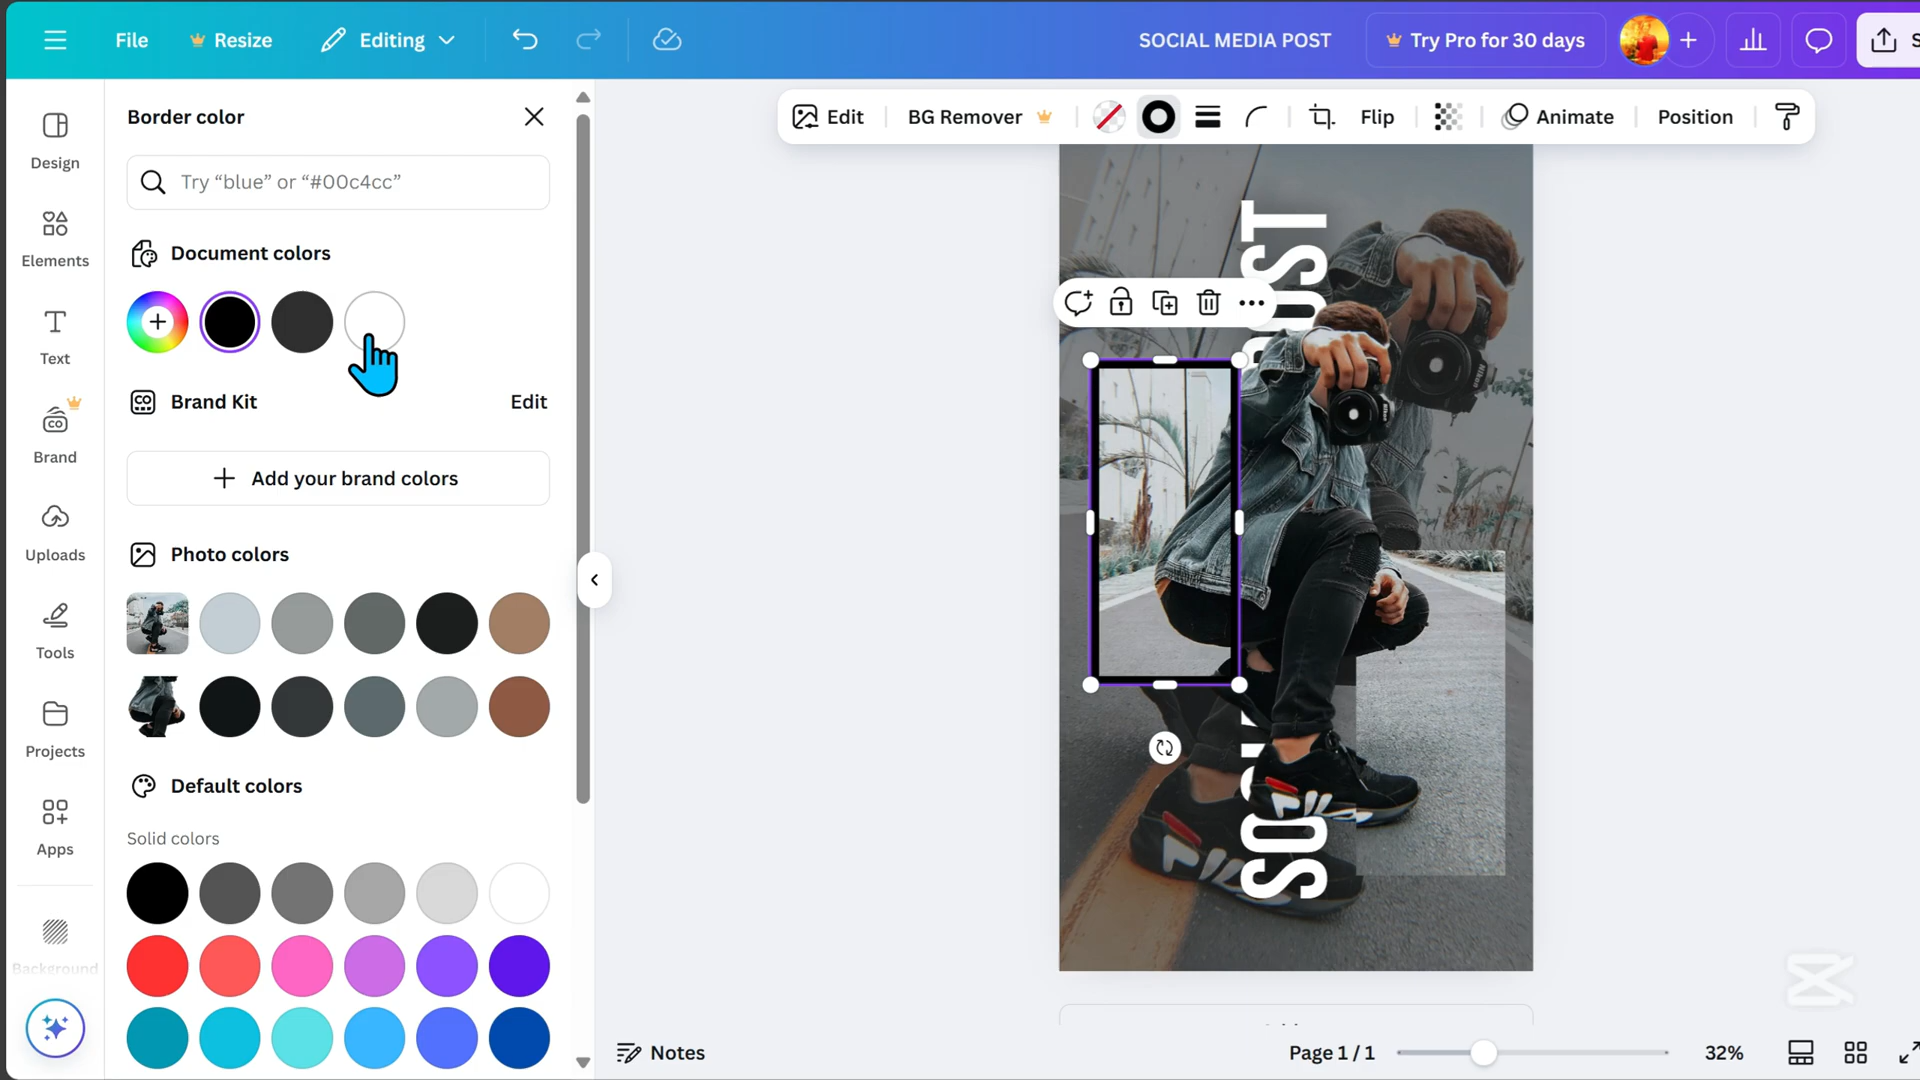 File
Resize
Editing
SOCIAL MEDIA POST
Try Pro for 30 days
S
Border color
Edit
BG Remover
Flip
Animate
Position
Design
Try “blue” or “#00c4cc”
Elements
Document colors
Text
Brand Kit
Edit
Brand
Add your brand colors
Uploads
Photo colors
Tools
Projects
Default colors
Solid colors
Apps
Background
Nikon
Nikon
Notes
Page 1 / 1
32%